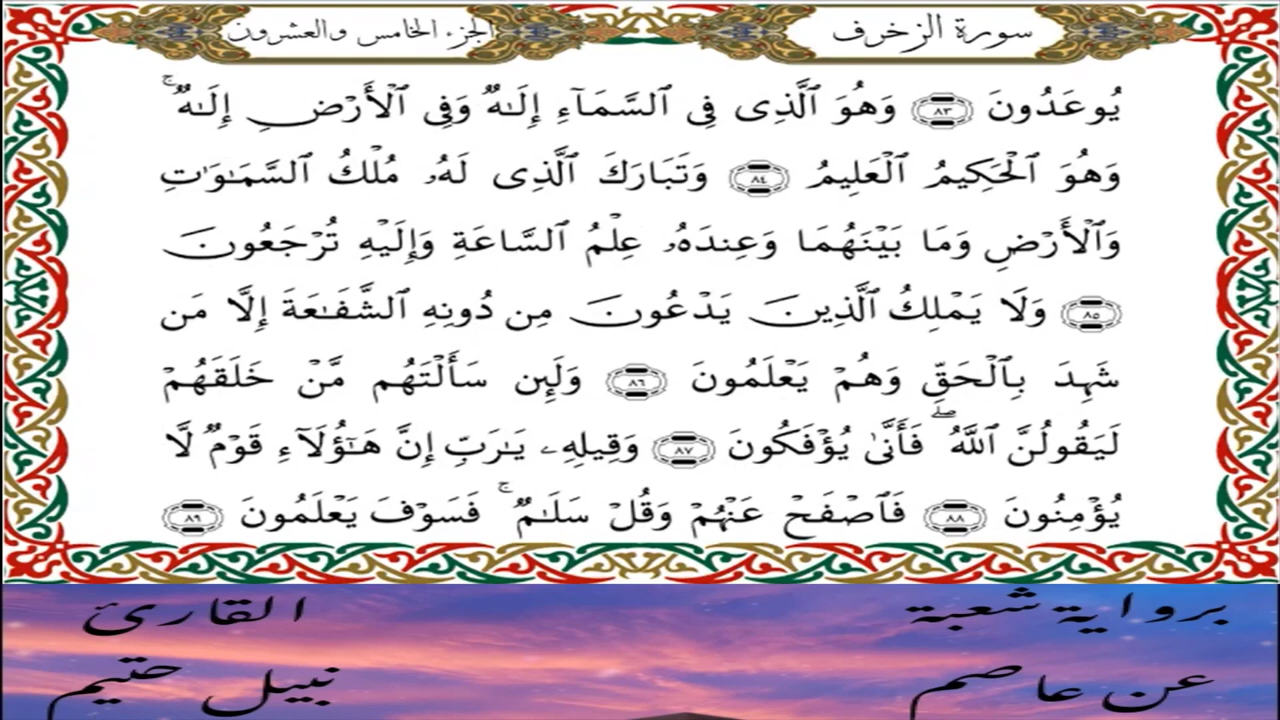 سورة الزخرف
الجزء الخامس والعشرون
يُوعَدُونَ ٨٣ وَهُوَ ٱلَّذِى فِى ٱلسَّمَآءِ إِلَـٰهٌ وَفِى ٱلْأَرْضِ إِلَـٰهٌ ۚ
وَهُوَ ٱلْحَكِيمُ ٱلْعَلِيمُ ٨٤ وَتَبَارَكَ ٱلَّذِى لَهُۥ مُلْكُ ٱلسَّمَـٰوَٰتِ
وَٱلْأَرْضِ وَمَا بَيْنَهُمَا وَعِندَهُۥ عِلْمُ ٱلسَّاعَةِ وَإِلَيْهِ تُرْجَعُونَ
٨٥ وَلَا يَمْلِكُ ٱلَّذِينَ يَدْعُونَ مِن دُونِهِ ٱلشَّفَـٰعَةَ إِلَّا مَن
شَهِدَ بِٱلْحَقِّ وَهُمْ يَعْلَمُونَ ٨٦ وَلَئِن سَأَلْتَهُم مَّنْ خَلَقَهُمْ
لَيَقُولُنَّ ٱللَّهُ ۖ فَأَنَّىٰ يُؤْفَكُونَ ٨٧ وَقِيلِهِۦ يَـٰرَبِّ إِنَّ هَـٰٓؤُلَآءِ قَوْمٌ لَّا
يُؤْمِنُونَ ٨٨ فَٱصْفَحْ عَنْهُمْ وَقُلْ سَلَـٰمٌ ۚ فَسَوْفَ يَعْلَمُونَ ٨٩
برواية شعبة
عن عاصم
القارئ
نبيل حتيم